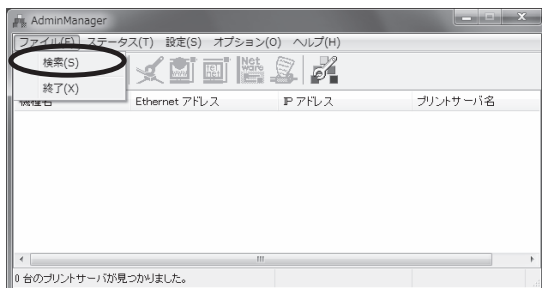 AdminManager
ファイル(F) ステータス(T) 設定(S) オプション(O) ヘルプ(H)
検索(S)
終了(X)
機種名 Ethernet アドレス IP アドレス プリントサーバ名
0 台のプリントサーバが見つかりました。